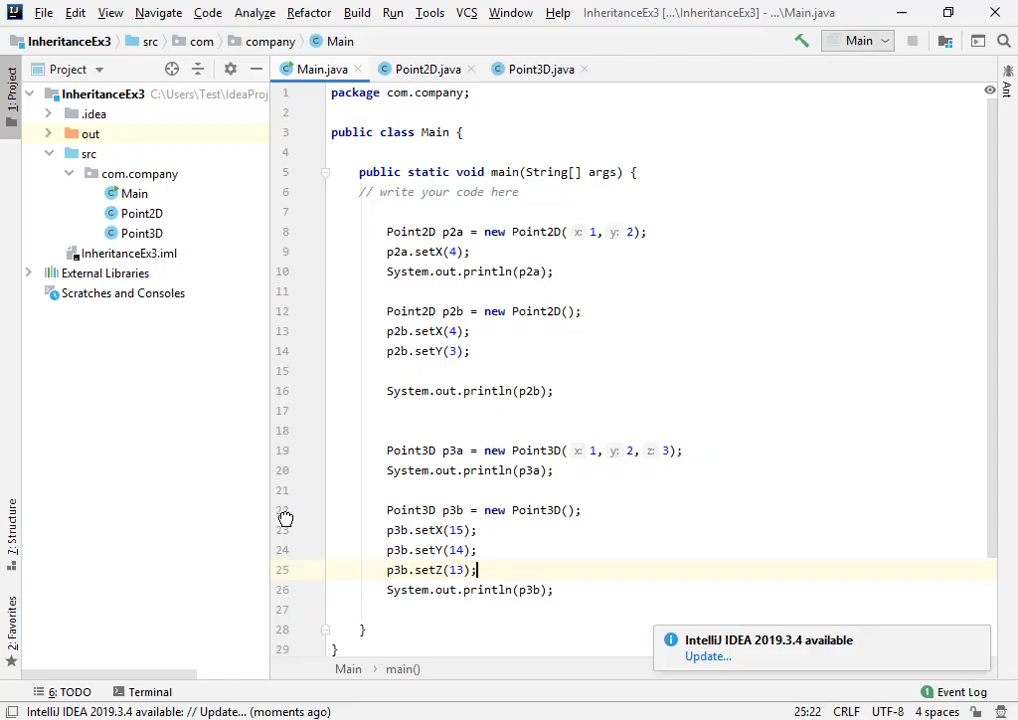 File Edit View Navigate Code Analyze Refactor Build Run Tools VCS Window Help InheritanceEx3 [...\InheritanceEx3] - ...\Main.java
InheritanceEx3 src com company Main
Main
1: Project
Project
Main.java
Point2D.java
Point3D.java
Ant
InheritanceEx3 C:\Users\Test\IdeaProj
.idea
out
src
com.company
Main
Point2D
Point3D
InheritanceEx3.iml
External Libraries
Scratches and Consoles
7: Structure
2: Favorites
1 package com.company;
2
3 public class Main {
4
5 public static void main(String[] args) {
6 // write your code here
7
8 Point2D p2a = new Point2D( x: 1, y: 2);
9 p2a.setX(4);
10 System.out.println(p2a);
11
12 Point2D p2b = new Point2D();
13 p2b.setX(4);
14 p2b.setY(3);
15
16 System.out.println(p2b);
17
18
19 Point3D p3a = new Point3D( x: 1, y: 2, z: 3);
20 System.out.println(p3a);
21
22 Point3D p3b = new Point3D();
23 p3b.setX(15);
24 p3b.setY(14);
25 p3b.setZ(13);
26 System.out.println(p3b);
27
28 }
29 }
IntelliJ IDEA 2019.3.4 available
Update...
Main main()
6: TODO Terminal
1 Event Log
IntelliJ IDEA 2019.3.4 available: // Update... (moments ago)
25:22 CRLF UTF-8 4 spaces